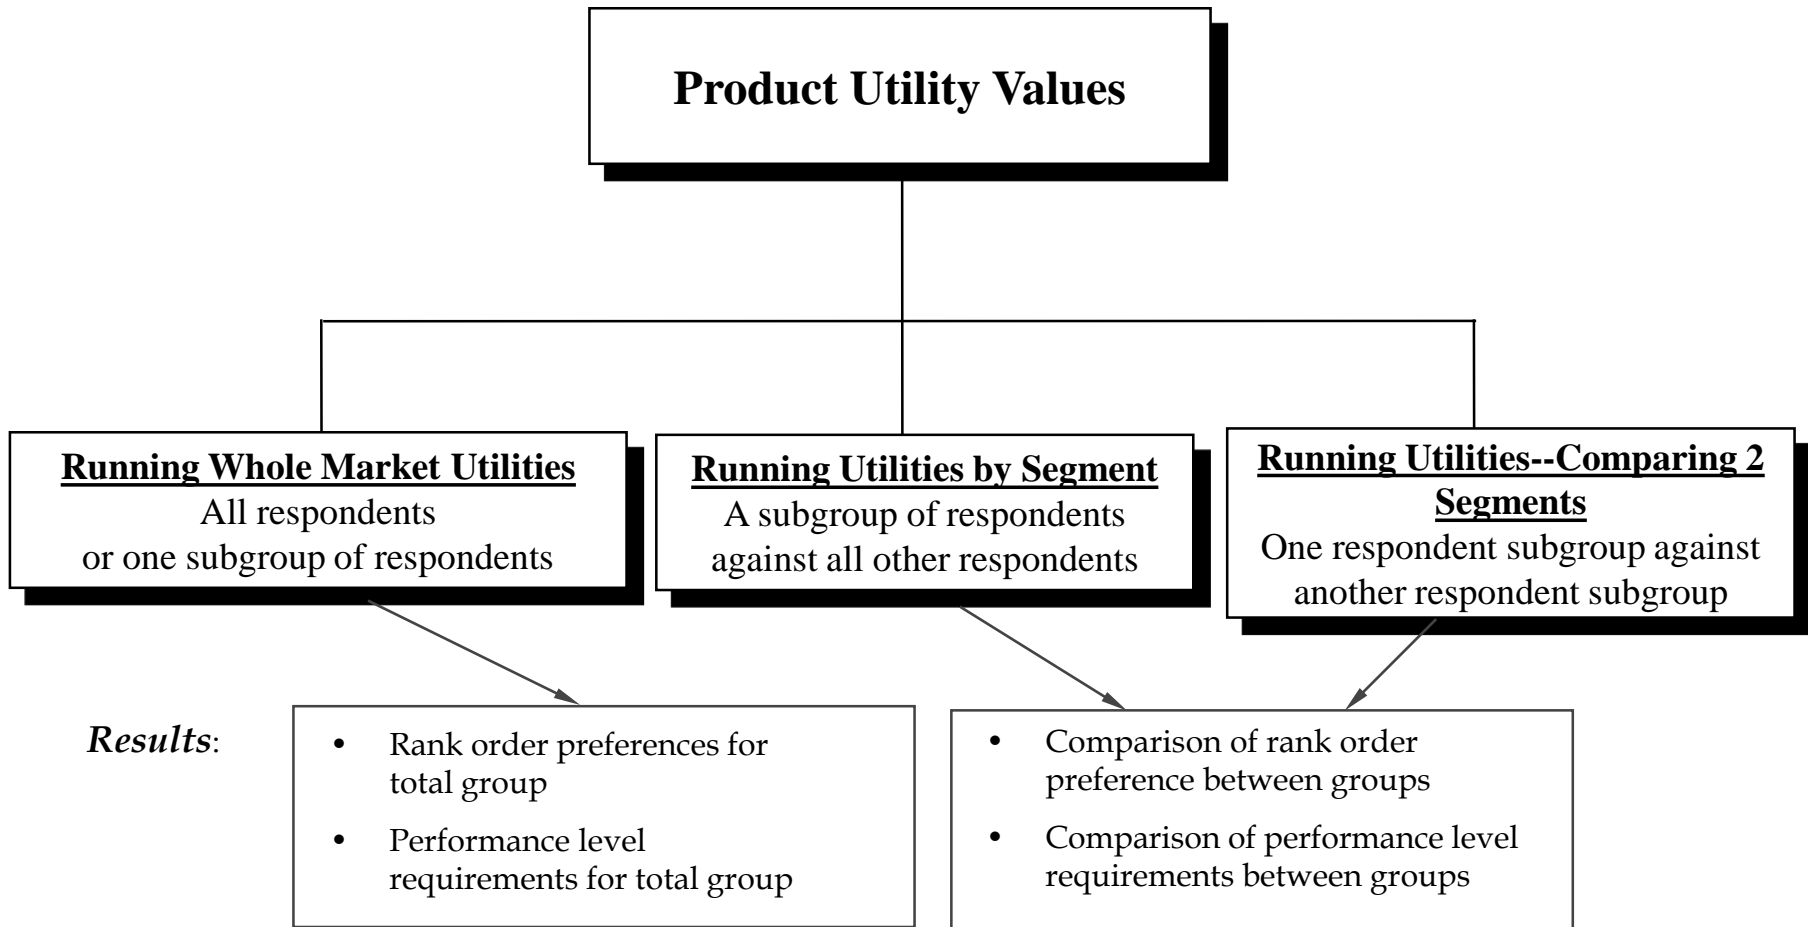 Product Utility Values
Running Whole Market Utilities
All respondents
or one subgroup of respondents
Running Utilities by Segment
A subgroup of respondents
against all other respondents
Running Utilities--Comparing 2
Segments
One respondent subgroup against
another respondent subgroup
Results:
• Rank order preferences for
total group
• Performance level
requirements for total group
• Comparison of rank order
preference between groups
• Comparison of performance level
requirements between groups